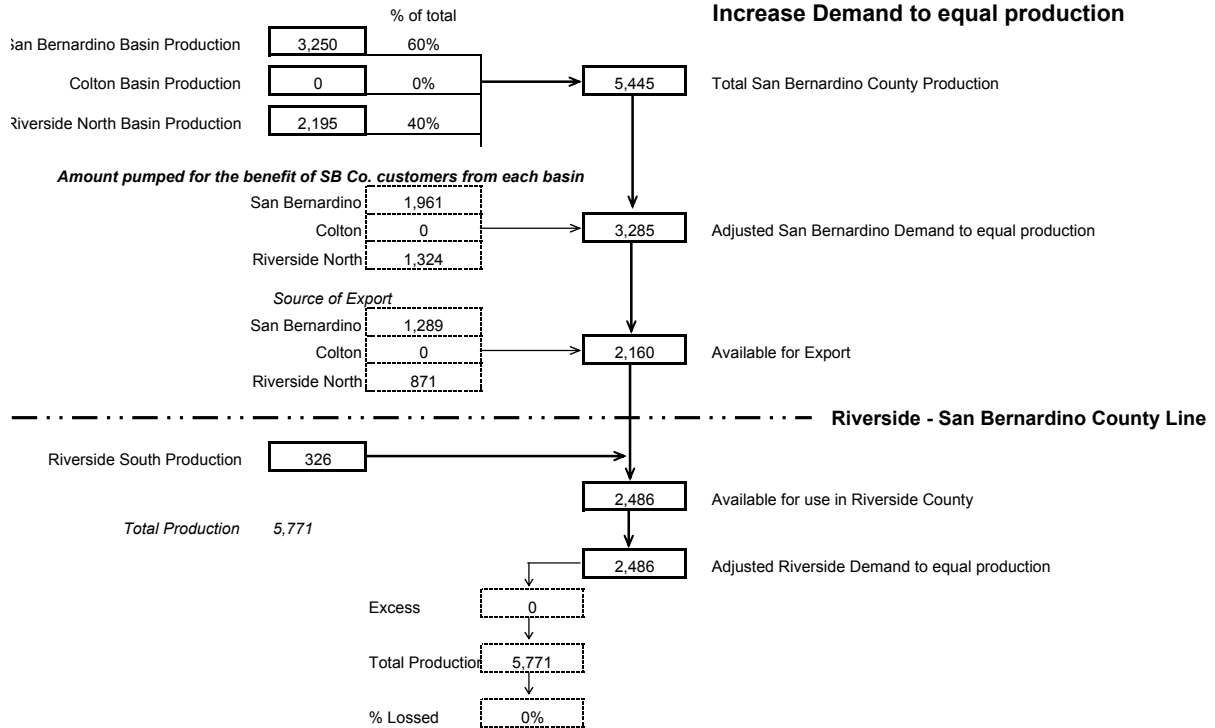 Increase Demand to equal production
% of total
San Bernardino Basin Production 3,250 60%
Colton Basin Production 0 0% 5,445 Total San Bernardino County Production
Riverside North Basin Production 2,195 40%
Amount pumped for the benefit of SB Co. customers from each basin
San Bernardino 1,961
Colton 0 3,285 Adjusted San Bernardino Demand to equal production
Riverside North 1,324
Source of Export
San Bernardino 1,289
Colton 0 2,160 Available for Export
Riverside North 871
Riverside - San Bernardino County Line
Riverside South Production 326
2,486 Available for use in Riverside County
Total Production 5,771
2,486 Adjusted Riverside Demand to equal production
Excess 0
Total Production 5,771
% Lossed 0%